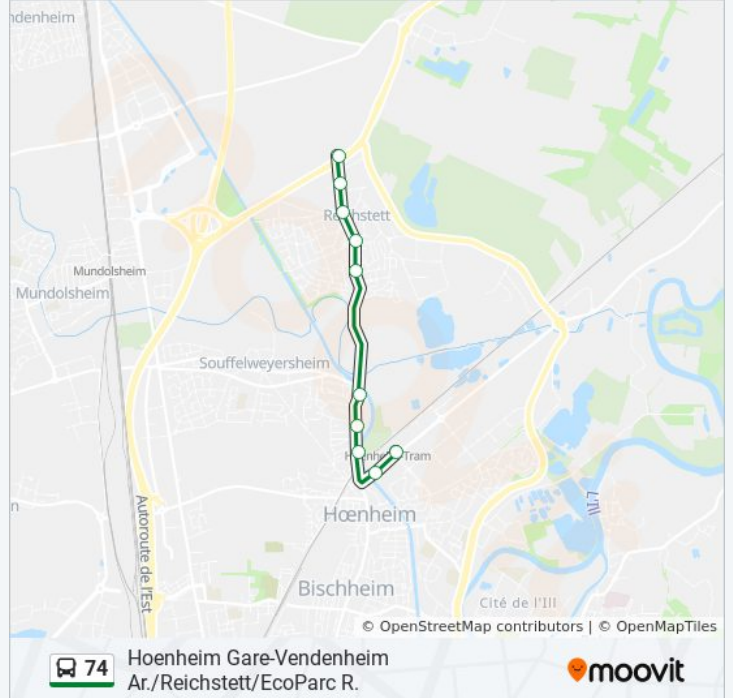 ndenheim
Reichstett
Mundolsheim
Mundolsheim
Souffelweyersheim
Hoenheim Tram
n
Hœnheim
Autoroute de l'Est
L'Ill
Bischheim
Cité de l'Ill
© OpenStreetMap contributors | © OpenMapTiles
74
Hoenheim Gare-Vendenheim
Ar./Reichstett/EcoParc R.
moovit